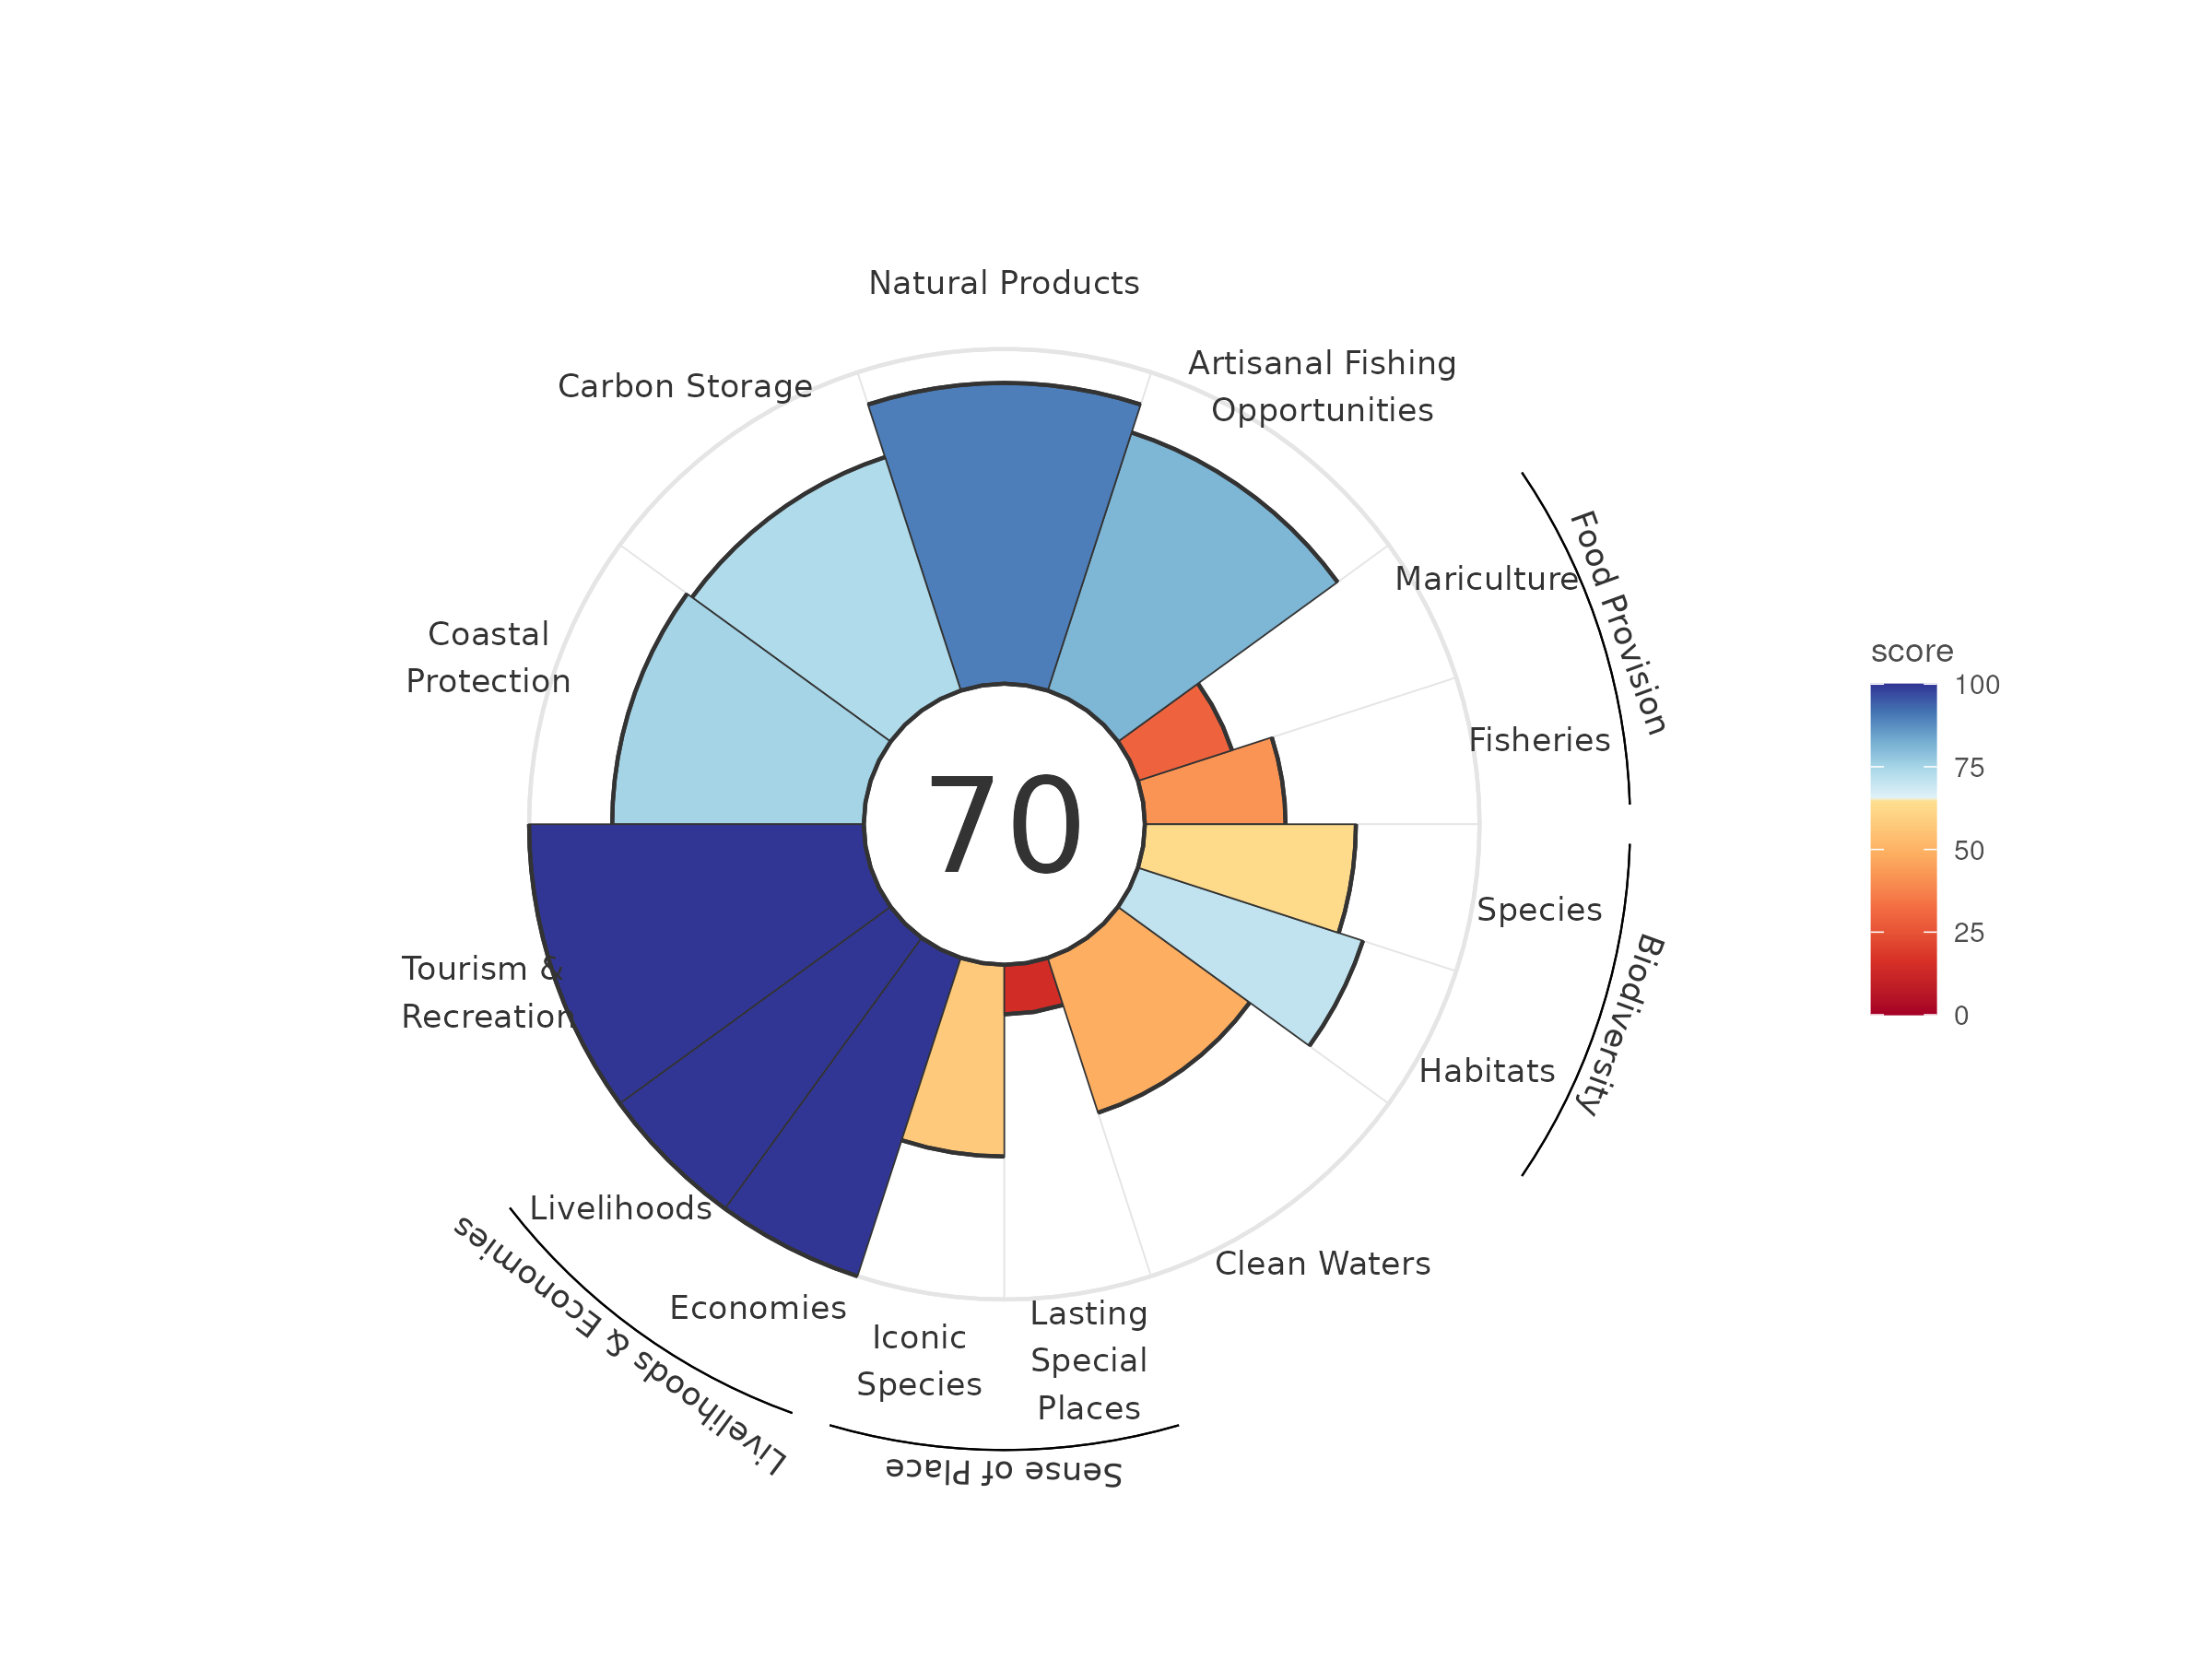 Natural Products
Artisanal Fishing
Opportunities
Carbon Storage
Mariculture
Food Provision
Coastal
Protection
Fisheries
70
Species
Biodiversity
Tourism &
Recreation
Habitats
Livelihoods
Clean Waters
Economies
Livelihoods & Economies
Iconic
Species
Lasting
Special
Places
Sense of Place
score
100
75
50
25
0